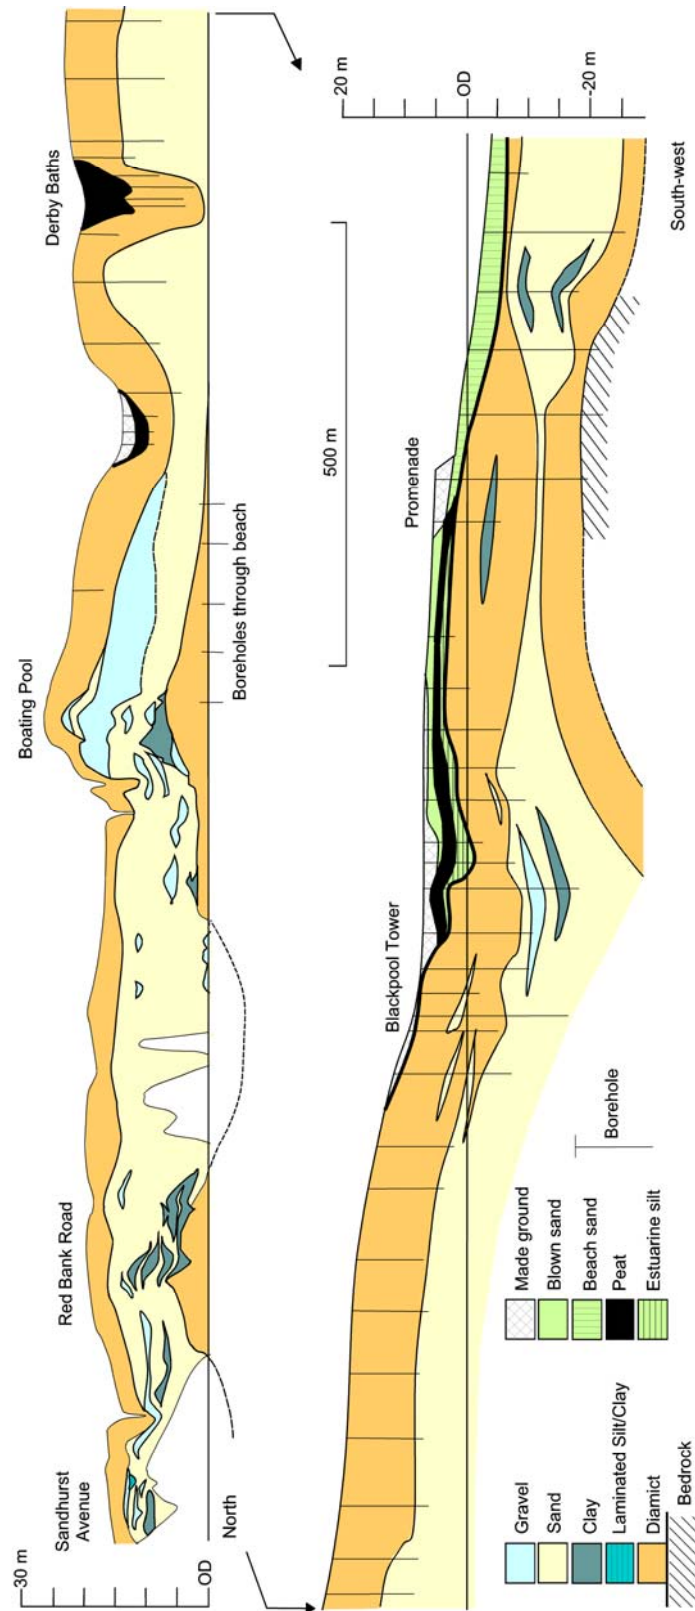 30 m
OD
Sandhurst
Avenue
Red Bank Road
Boating Pool
Derby Baths
North
Boreholes through beach
500 m
20 m
OD
-20 m
Blackpool Tower
Promenade
South-west
Gravel
Sand
Clay
Laminated Silt/Clay
Diamict
Bedrock
Made ground
Blown sand
Beach sand
Peat
Estuarine silt
Borehole